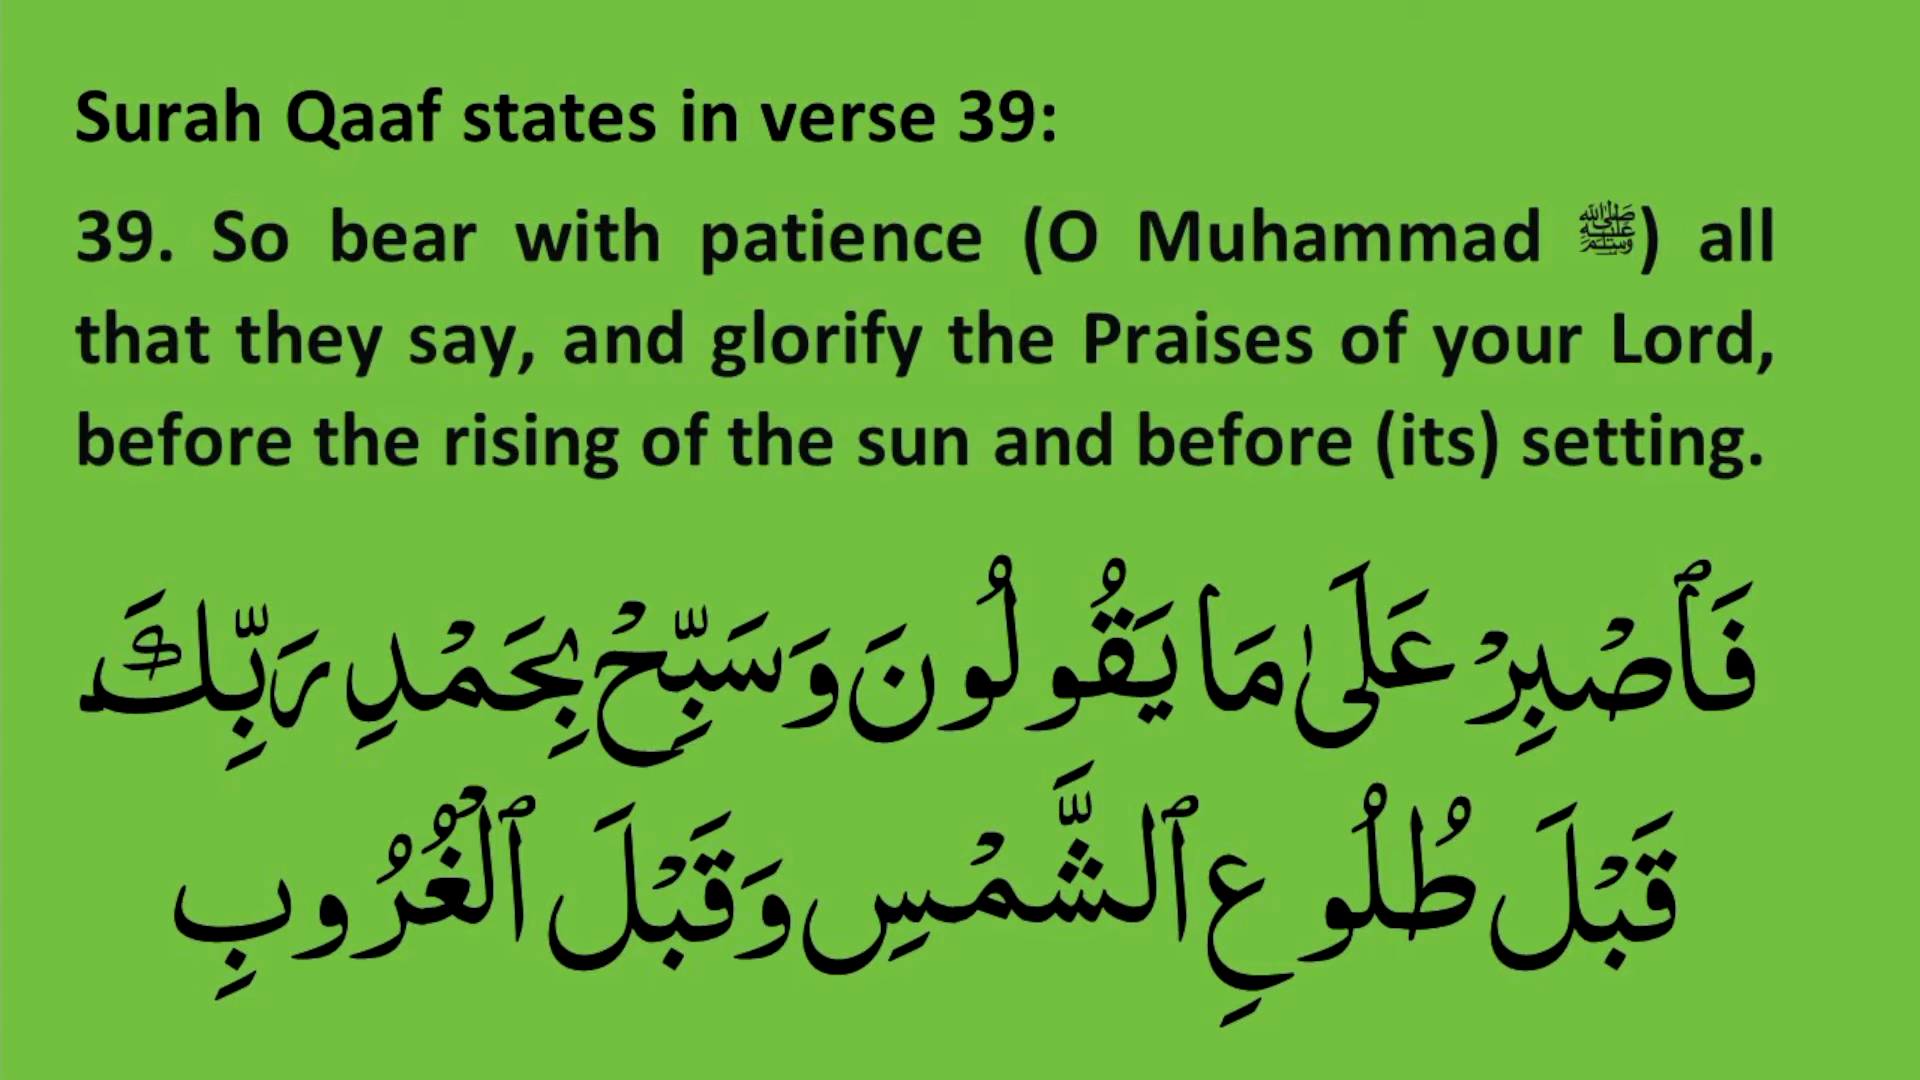 Surah Qaaf states in verse 39:
39. So bear with patience (O Muhammad ﷺ) all
that they say, and glorify the Praises of your Lord,
before the rising of the sun and before (its) setting.
فَٱصْبِرْ عَلَىٰ مَا يَقُولُونَ وَسَبِّحْ بِحَمْدِ رَبِّكَ
قَبْلَ طُلُوعِ ٱلشَّمْسِ وَقَبْلَ ٱلْغُرُوبِ